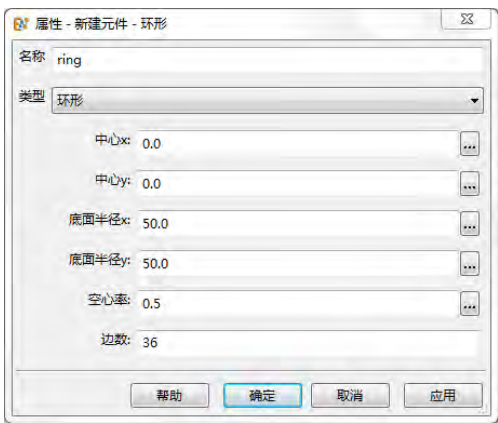 属性 - 新建元件 - 环形
名称 ring
类型 环形
中心x: 0.0 ...
中心y: 0.0 ...
底面半径x: 50.0 ...
底面半径y: 50.0 ...
空心率: 0.5 ...
边数: 36
帮助 确定 取消 应用